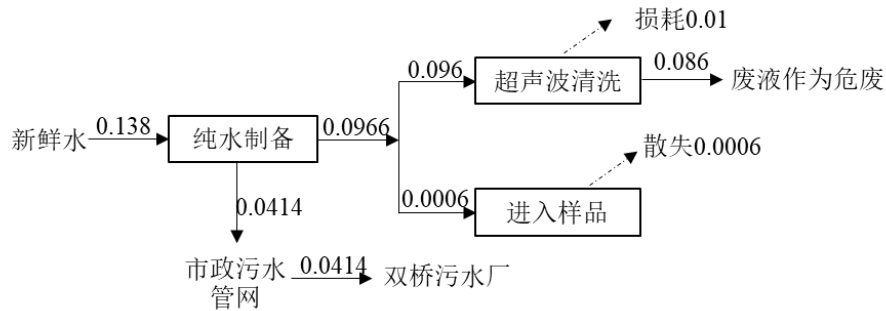 损耗0.01
0.096
超声波清洗
0.086
废液作为危废
新鲜水
0.138
纯水制备
0.0966
散失0.0006
0.0006
进入样品
0.0414
市政污水
管网
0.0414
双桥污水厂